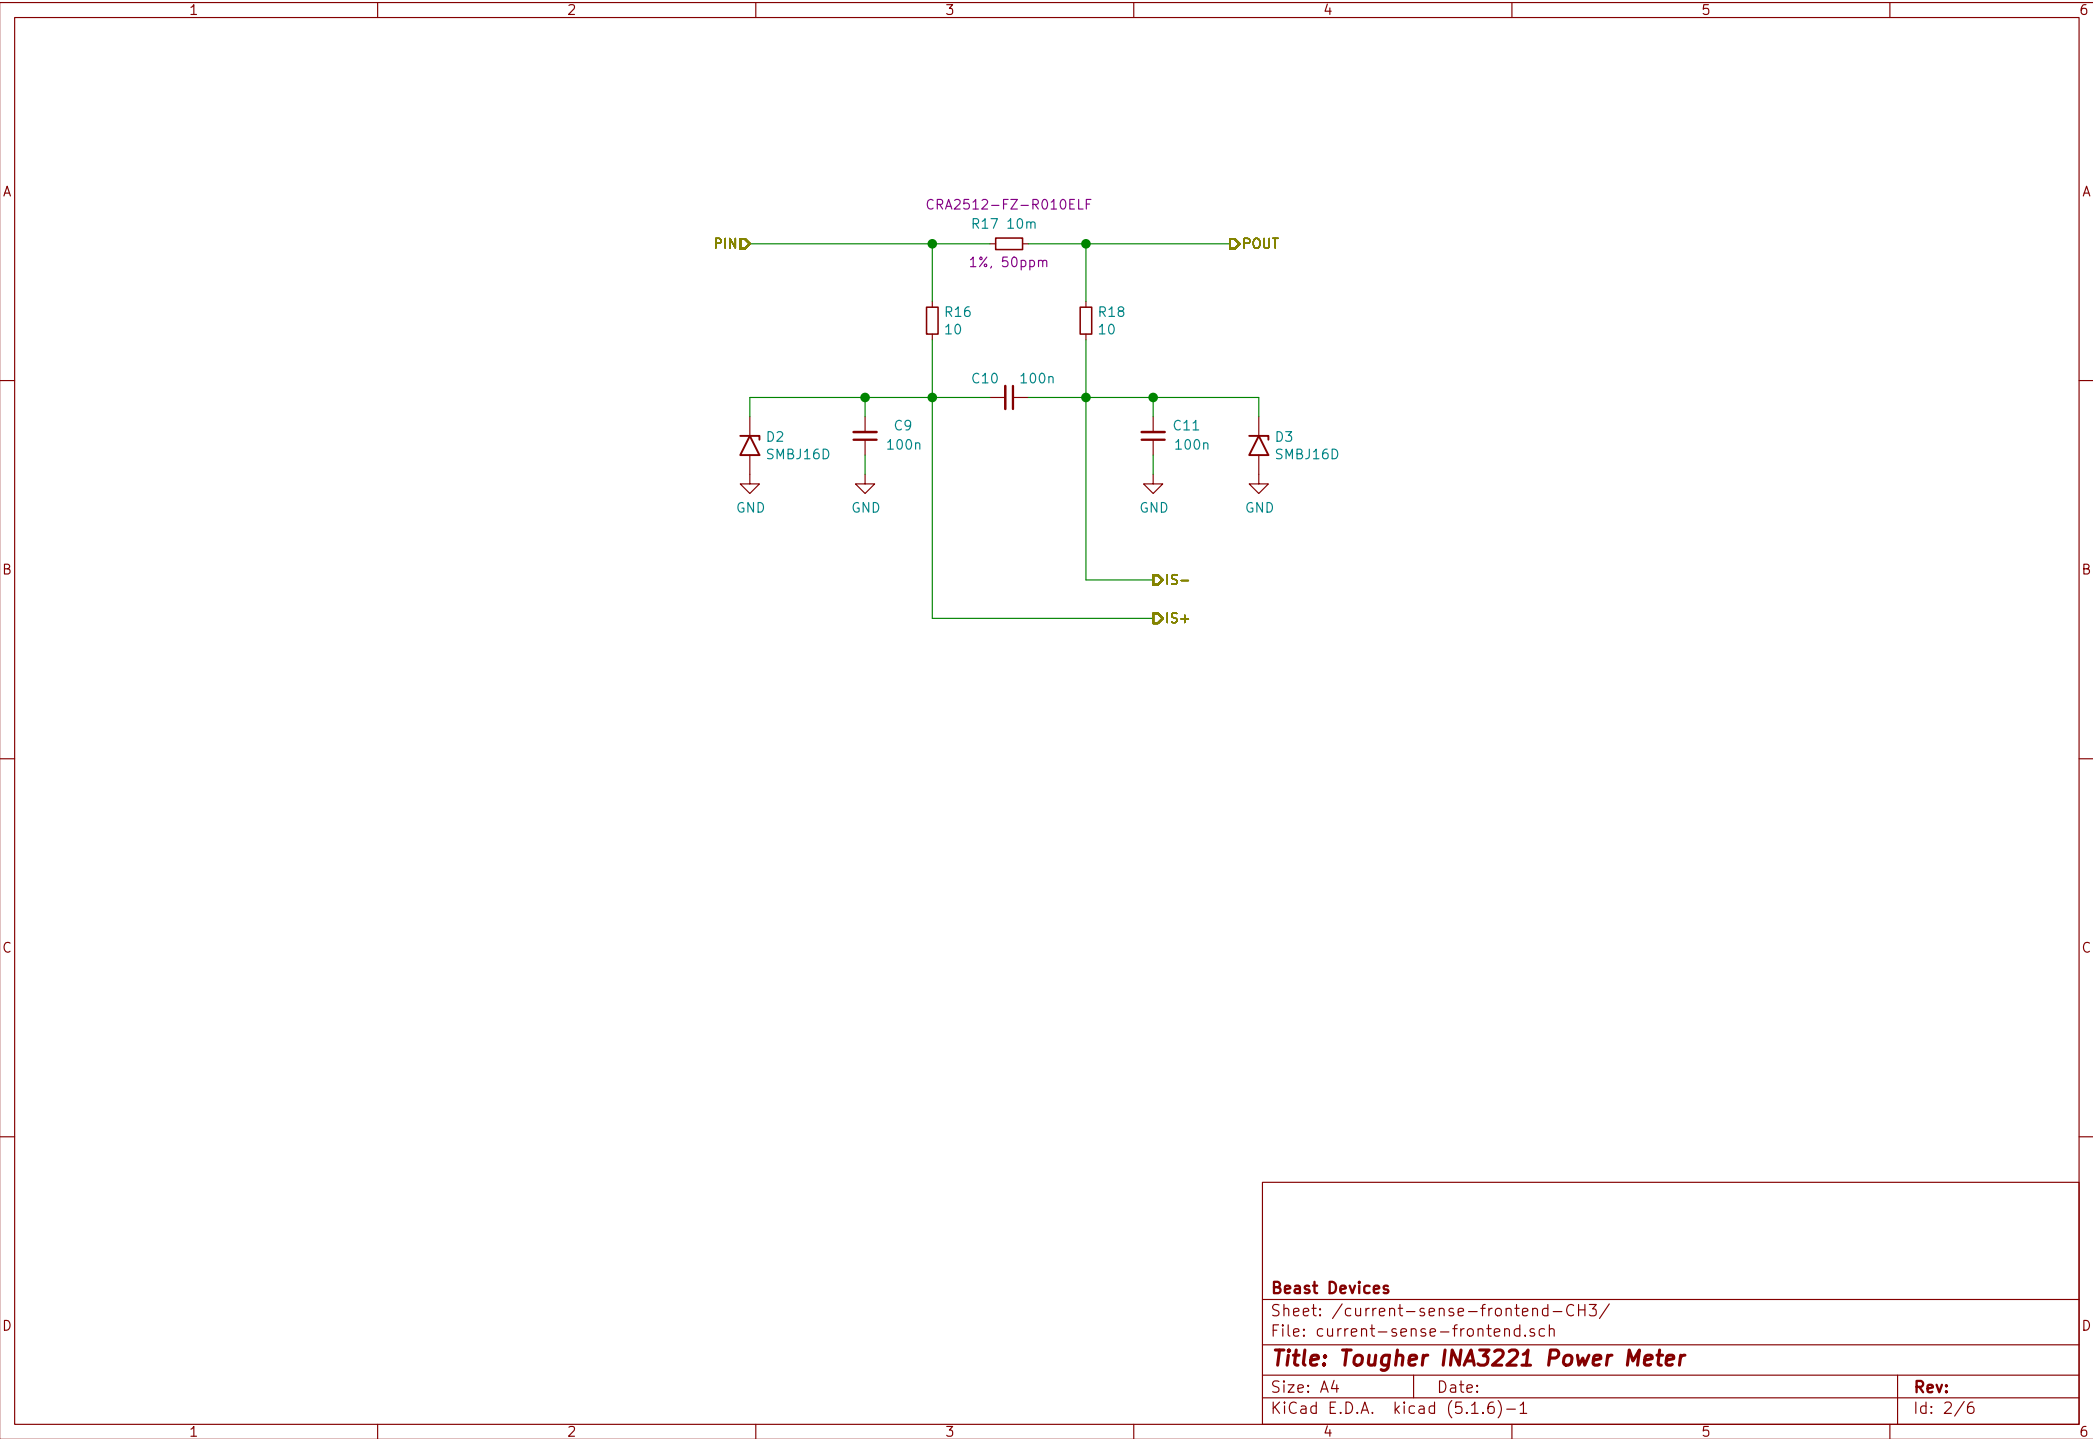 1 2 3 4 5 6
A A
CRA2512-FZ-R010ELF
R17 10m
PIN POUT
1%, 50ppm
R16 R18
10 10
C10 100n
C9 C11
100n 100n
D2 D3
SMBJ16D SMBJ16D
GND GND GND GND
B B
IS-
IS+
C C
Beast Devices
Sheet: /current-sense-frontend-CH3/
File: current-sense-frontend.sch
D D
Title: Tougher INA3221 Power Meter
Size: A4 Date: Rev:
KiCad E.D.A. kicad (5.1.6)-1 Id: 2/6
1 2 3 4 5 6